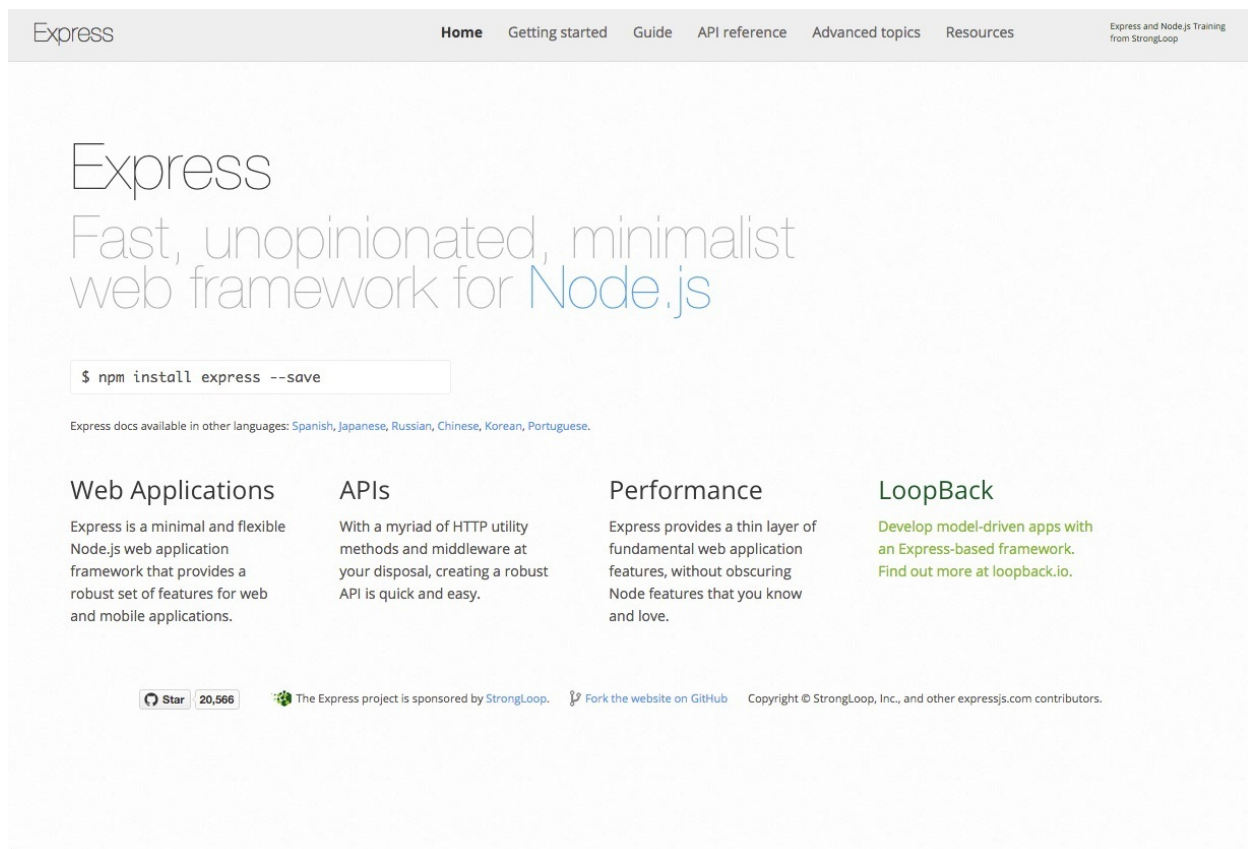 Express
Home Getting started Guide API reference Advanced topics Resources
Express and Node.js Training
from StrongLoop
Express
Fast, unopinionated, minimalist
web framework for Node.js
$ npm install express --save
Express docs available in other languages: Spanish, Japanese, Russian, Chinese, Korean, Portuguese.
Web Applications
Express is a minimal and flexible
Node.js web application
framework that provides a
robust set of features for web
and mobile applications.
APIs
With a myriad of HTTP utility
methods and middleware at
your disposal, creating a robust
API is quick and easy.
Performance
Express provides a thin layer of
fundamental web application
features, without obscuring
Node features that you know
and love.
LoopBack
Develop model-driven apps with
an Express-based framework.
Find out more at loopback.io.
Star 20,566 The Express project is sponsored by StrongLoop. Fork the website on GitHub Copyright © StrongLoop, Inc., and other expressjs.com contributors.